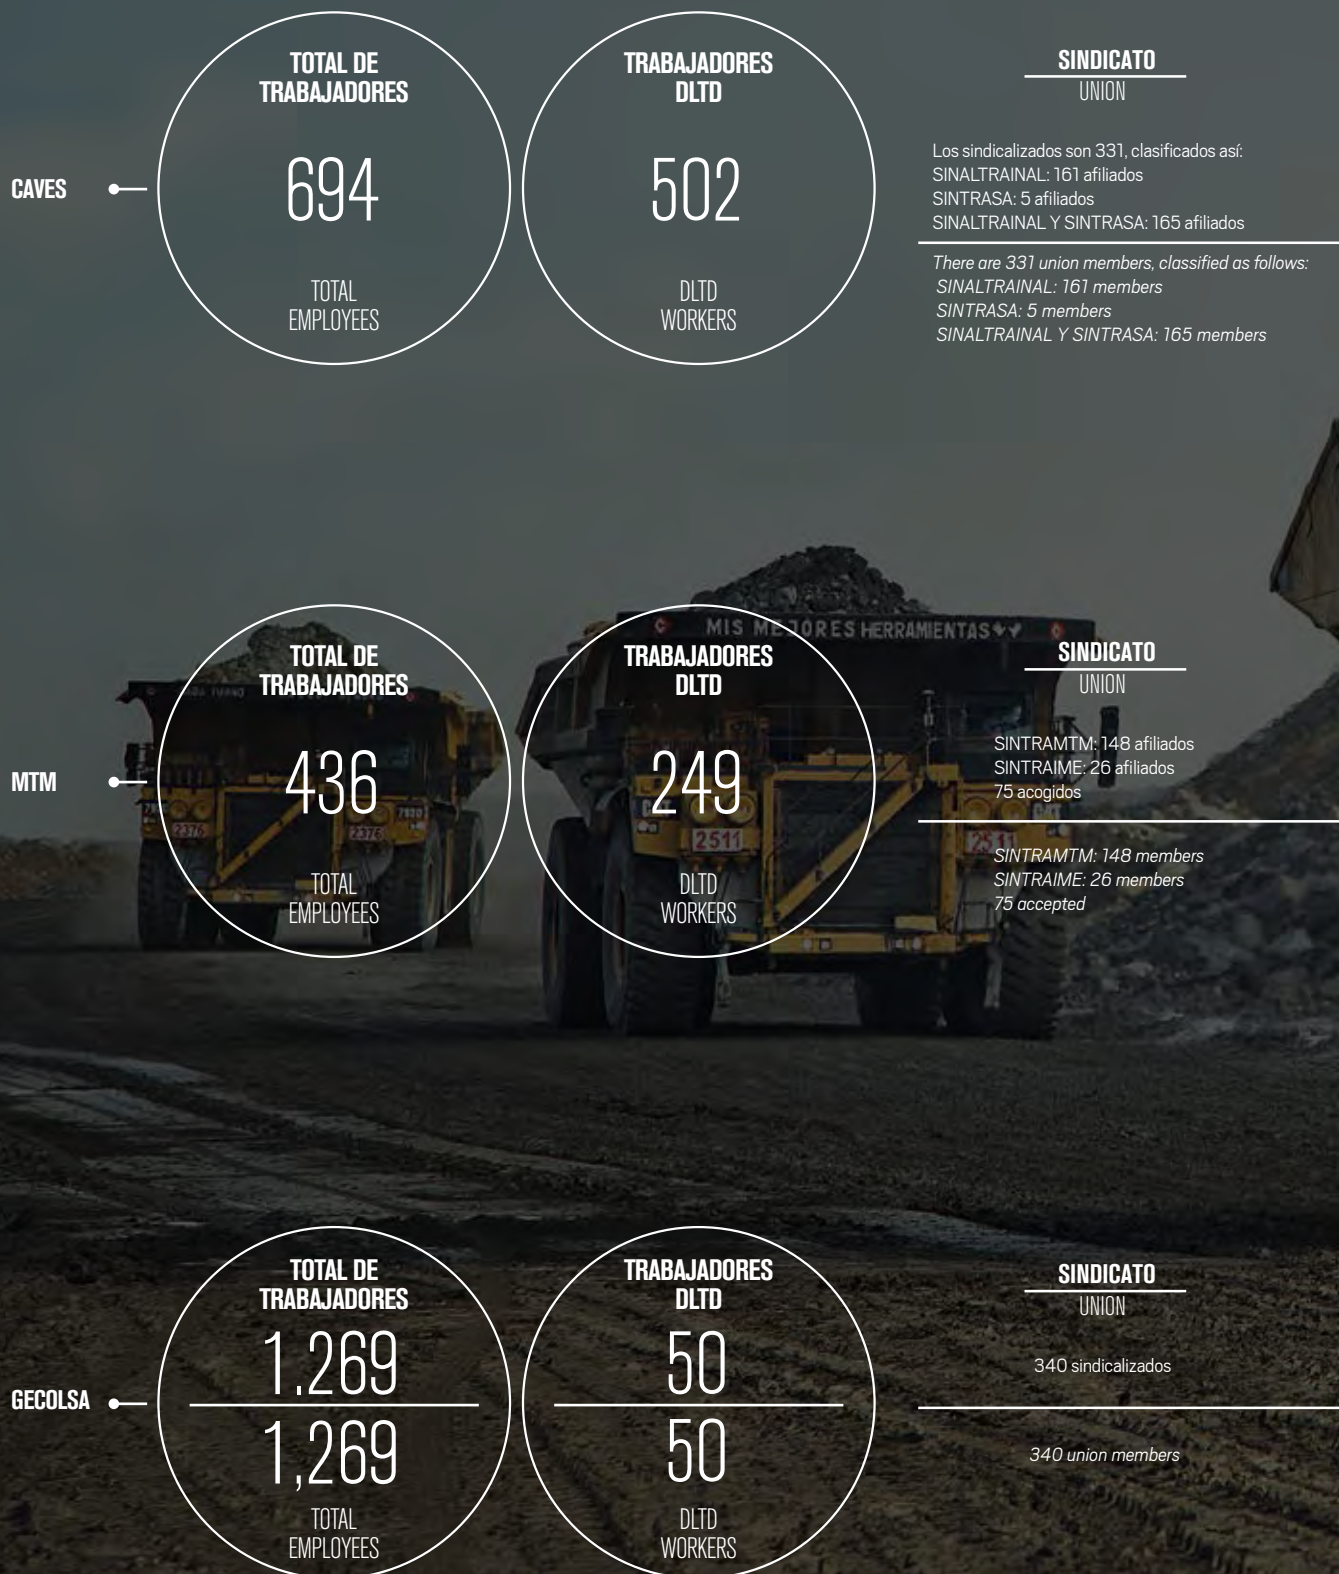 CAVES
TOTAL DE
TRABAJADORES
694
TOTAL
EMPLOYEES
TRABAJADORES
DLTD
502
DLTD
WORKERS
SINDICATO
UNION
Los sindicalizados son 331, clasificados así:
SINALTRAINAL: 161 afiliados
SINTRASA: 5 afiliados
SINALTRAINAL Y SINTRASA: 165 afiliados
There are 331 union members, classified as follows:
SINALTRAINAL: 161 members
SINTRASA: 5 members
SINALTRAINAL Y SINTRASA: 165 members
MTM
TOTAL DE
TRABAJADORES
436
2376
2376
TOTAL
EMPLOYEES
MIS MEJORES HERRAMIENTAS
TRABAJADORES
DLTD
249
2511
2511
DLTD
WORKERS
SINDICATO
UNION
SINTRAMTM: 148 afiliados
SINTRAIME: 26 afiliados
75 acogidos
SINTRAMTM: 148 members
SINTRAIME: 26 members
75 accepted
GECOLSA
TOTAL DE
TRABAJADORES
1.269
1,269
TOTAL
EMPLOYEES
TRABAJADORES
DLTD
50
50
DLTD
WORKERS
SINDICATO
UNION
340 sindicalizados
340 union members